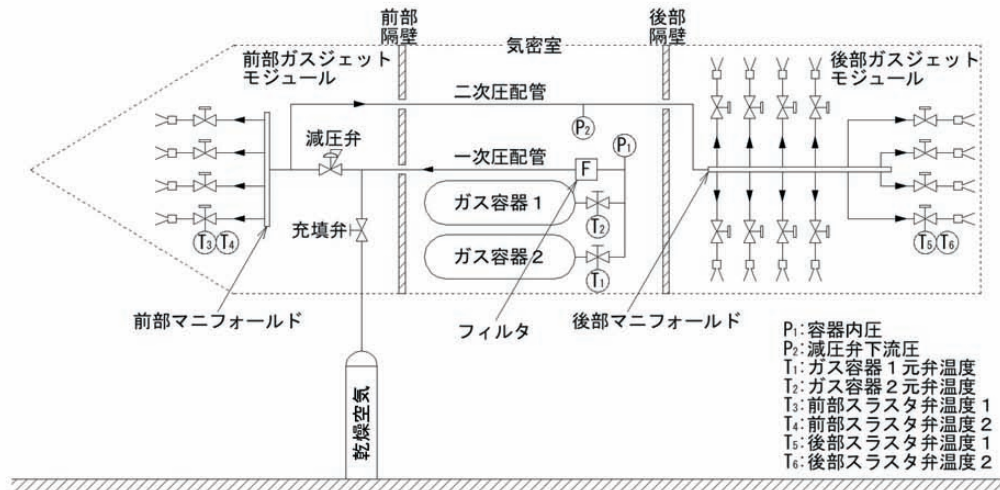 前部
隔壁
気密室
後部
隔壁
前部ガスジェット
モジュール
後部ガスジェット
モジュール
二次圧配管
P₂
減圧弁
一次圧配管
P₁
F
ガス容器1
T₂
充填弁
ガス容器2
T₁
T₃ T₄
T₅ T₆
前部マニフォールド
フィルタ
後部マニフォールド
乾燥空気
P₁:容器内圧
P₂:減圧弁下流圧
T₁:ガス容器1元弁温度
T₂:ガス容器2元弁温度
T₃:前部スラスタ弁温度1
T₄:前部スラスタ弁温度2
T₅:後部スラスタ弁温度1
T₆:後部スラスタ弁温度2